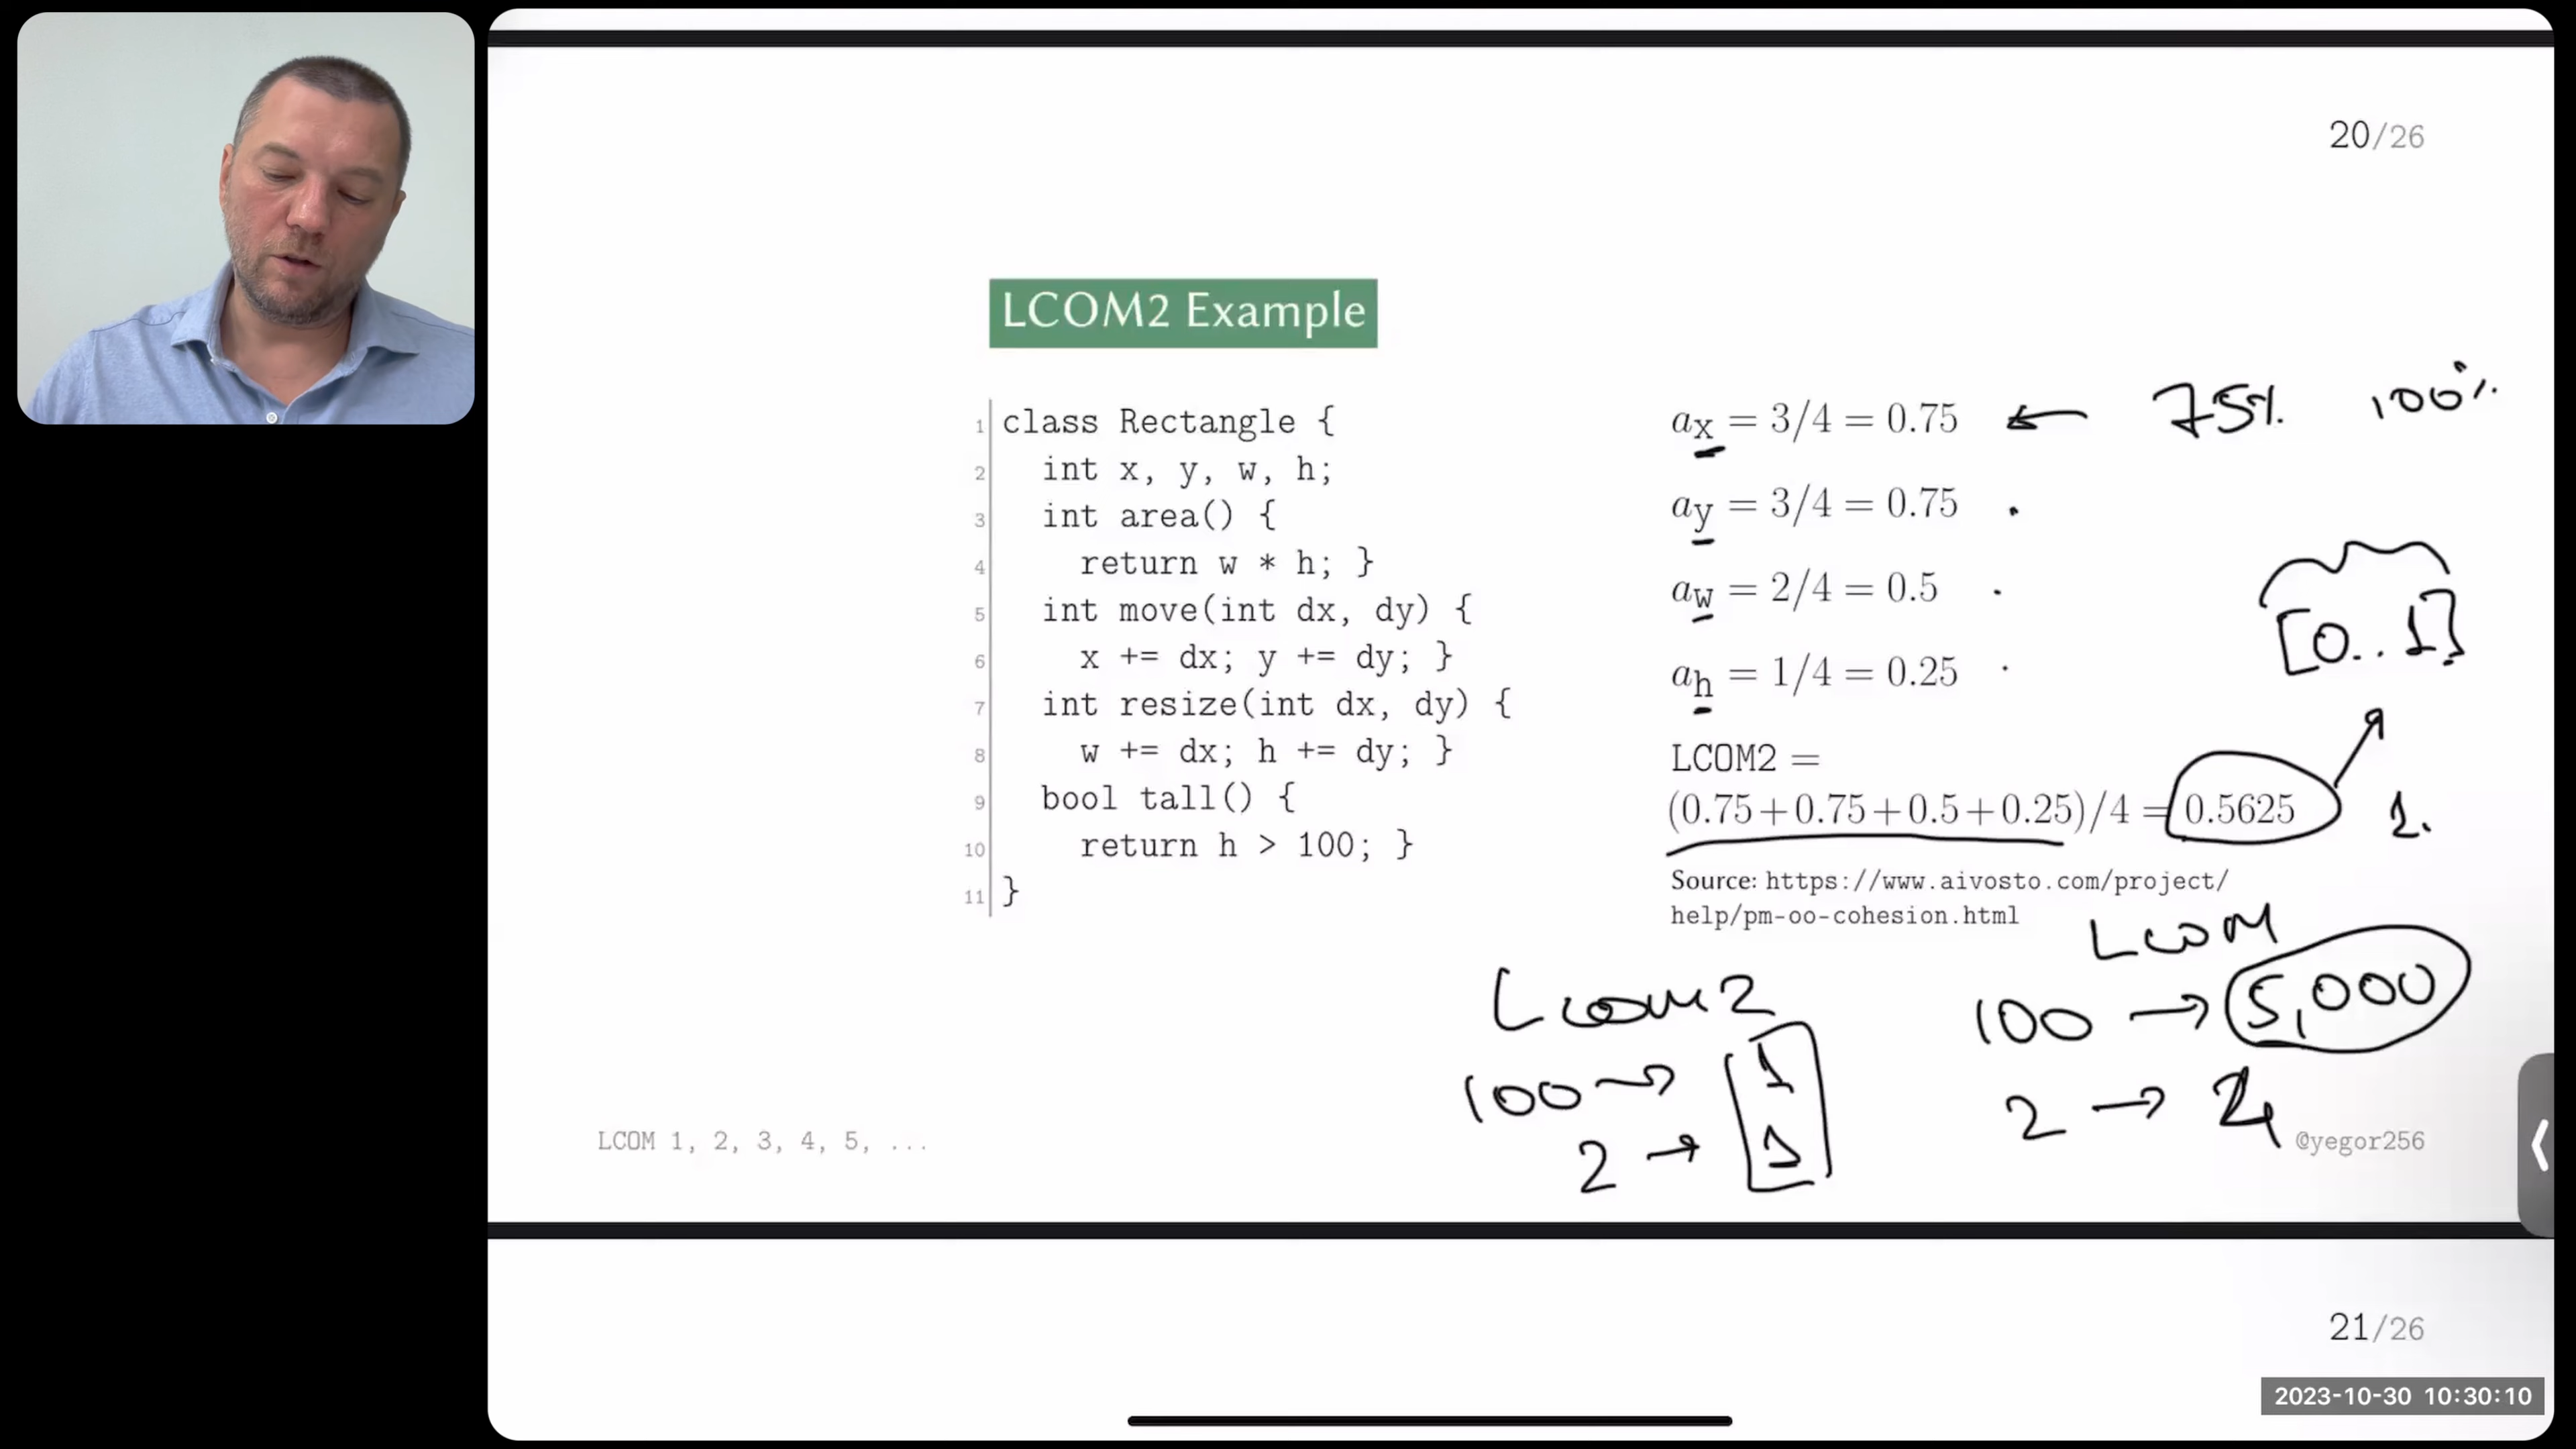 20/26
LCOM2 Example
1 class Rectangle {
2 int x, y, w, h;
3 int area() {
4 return w * h; }
5 int move(int dx, dy) {
6 x += dx; y += dy; }
7 int resize(int dx, dy) {
8 w += dx; h += dy; }
9 bool tall() {
10 return h > 100; }
11 }
ax = 3/4 = 0.75 ← 75% 100%
ay = 3/4 = 0.75
aw = 2/4 = 0.5
[0..1]
ah = 1/4 = 0.25
LCOM2 =
(0.75+0.75+0.5+0.25)/4 = 0.5625
1.
Source: https://www.aivosto.com/project/
help/pm-oo-cohesion.html
LCOM
100 → 5,000
2 →
LCOM2
100 → 1
2 → 1
LCOM 1, 2, 3, 4, 5, ...
@yegor256
21/26
2023-10-30 10:30:10